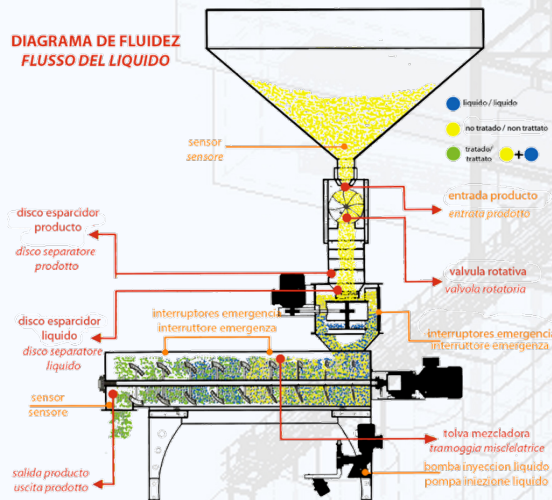 DIAGRAMA DE FLUIDEZ
FLUSSO DEL LIQUIDO
liquido / liquido
no tratado / non trattato
tratado/
trattato
+
sensor
sensore
entrada producto
entrata prodotto
disco esparcidor
producto
disco separatore
prodotto
valvula rotativa
valvola rotatoria
disco esparcidor
liquido
disco separatore
liquido
interruptores emergencia
interruttore emergenza
interruptores emergencia
interruttore emergenza
sensor
sensore
tolva mezcladora
tramoggia misclelatrice
salida producto
uscita prodotto
bomba inyeccion liquido
pompa iniezione liquido